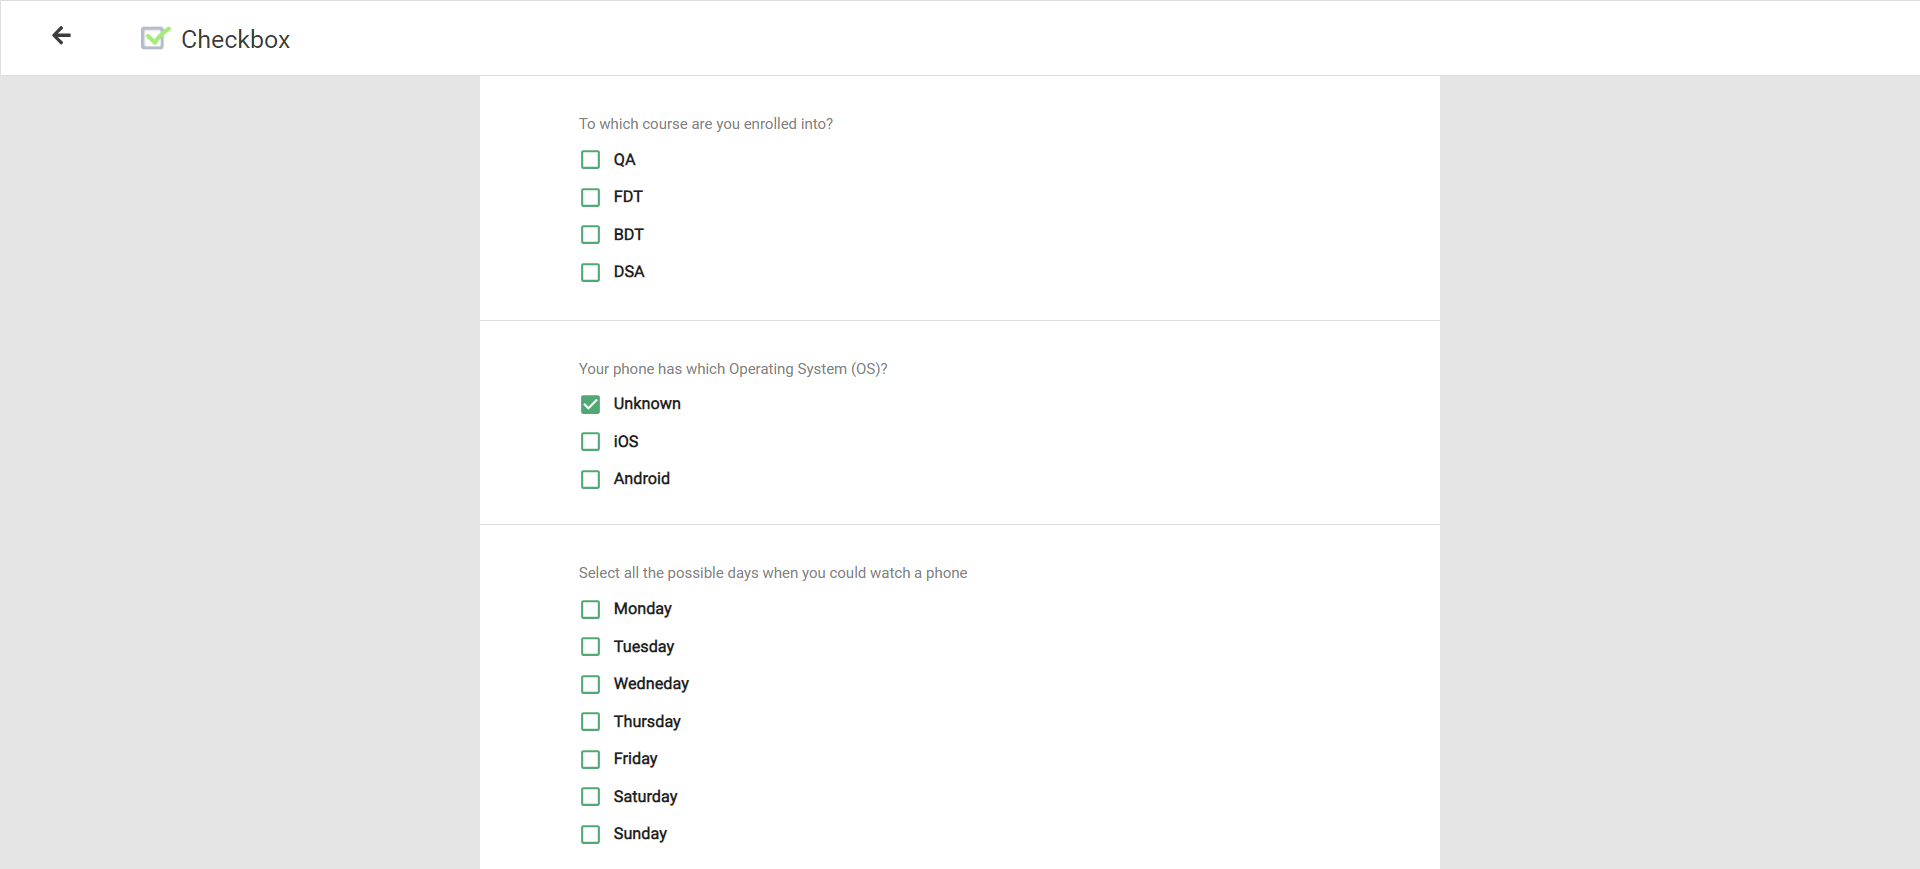 Checkbox
To which course are you enrolled into?
QA
FDT
BDT
DSA
Your phone has which Operating System (OS)?
Unknown
iOS
Android
Select all the possible days when you could watch a phone
Monday
Tuesday
Wedneday
Thursday
Friday
Saturday
Sunday